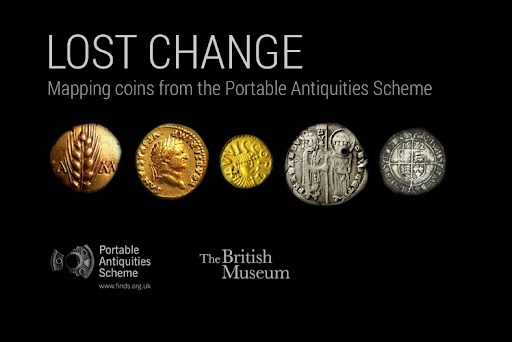 LOST CHANGE
Mapping coins from the Portable Antiquities Scheme
Portable
Antiquities
Scheme
www.finds.org.uk
The British
Museum